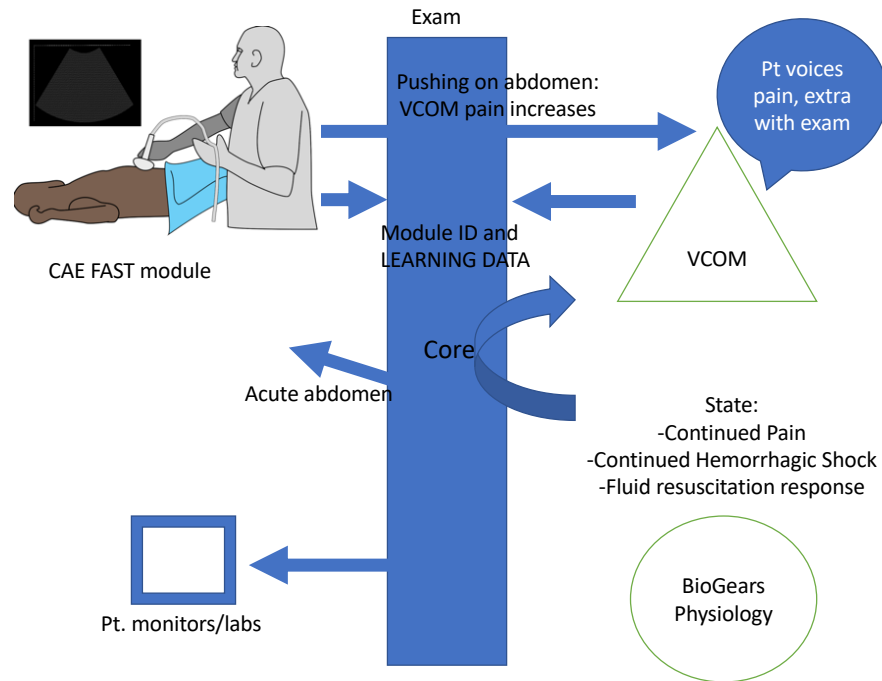 Exam
Pushing on abdomen:
VCOM pain increases
Pt voices
pain, extra
with exam
CAE FAST module
Module ID and
LEARNING DATA
VCOM
Core
Acute abdomen
State:
-Continued Pain
-Continued Hemorrhagic Shock
-Fluid resuscitation response
Pt. monitors/labs
BioGears
Physiology